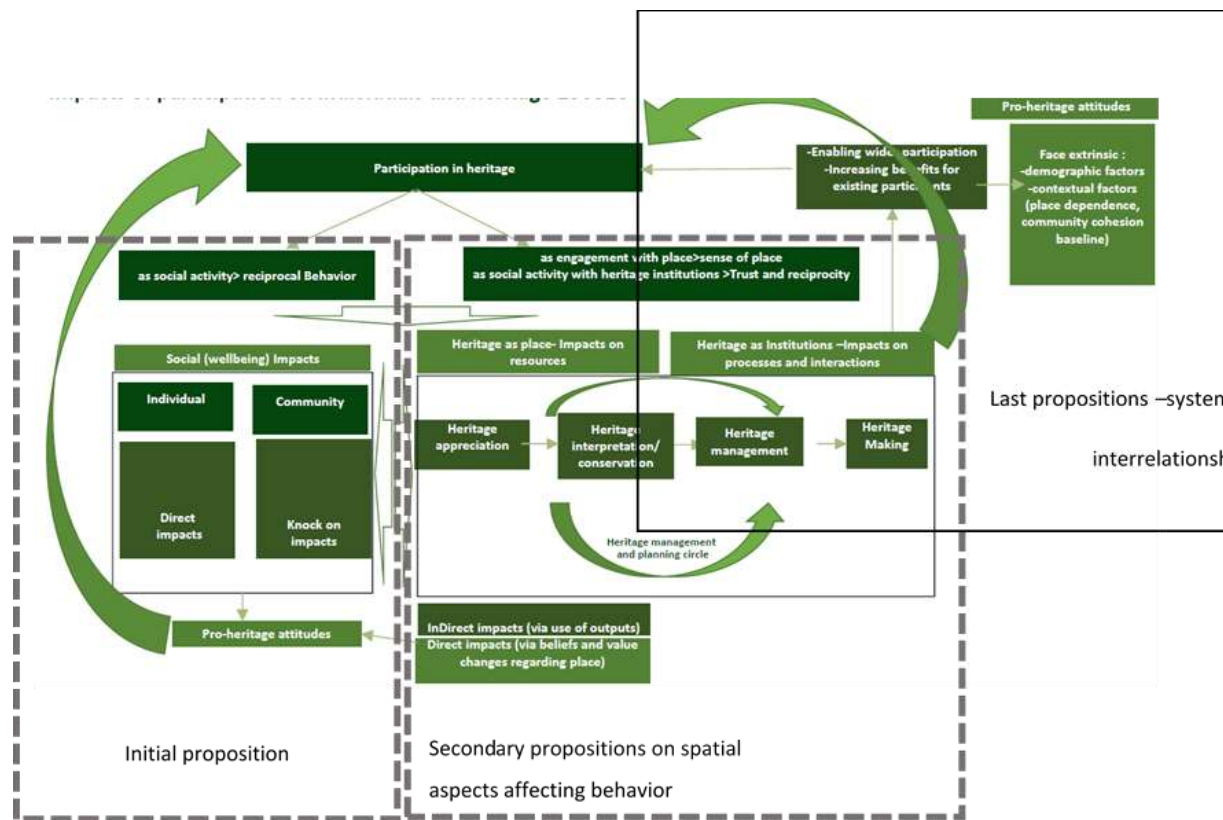 Pro-heritage attitudes
Participation in heritage
-Enabling wider participation
-Increasing benefits for
existing participants
Face extrinsic :
-demographic factors
-contextual factors
(place dependence,
community cohesion
baseline)
as social activity> reciprocal Behavior
as engagement with place>sense of place
as social activity with heritage institutions >Trust and reciprocity
Social (wellbeing) Impacts
Heritage as place- Impacts on
resources
Heritage as Institutions –Impacts on
processes and interactions
Individual
Community
Direct
impacts
Knock on
impacts
Heritage
appreciation
Heritage
interpretation/
conservation
Heritage
management
Heritage
Making
Heritage management
and planning circle
Last propositions –system
interrelationsh
Pro-heritage attitudes
InDirect impacts (via use of outputs)
Direct impacts (via beliefs and value
changes regarding place)
Initial proposition
Secondary propositions on spatial
aspects affecting behavior